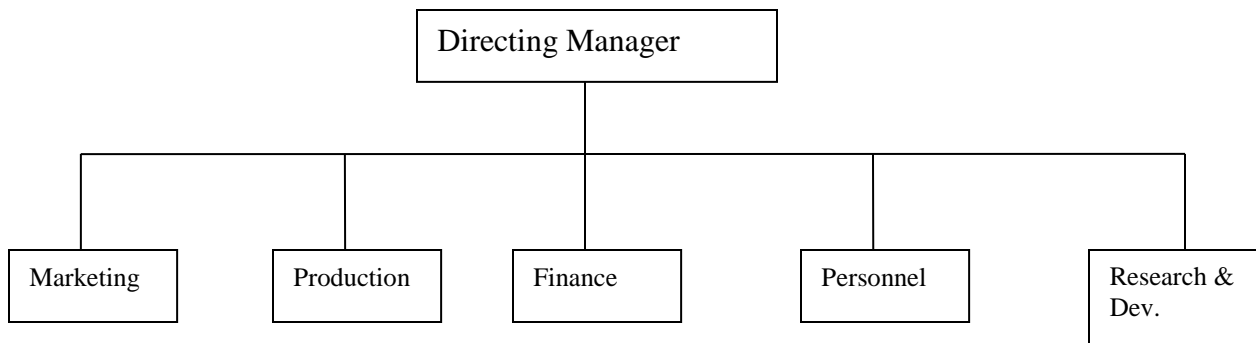 Directing Manager
Marketing
Production
Finance
Personnel
Research &
Dev.